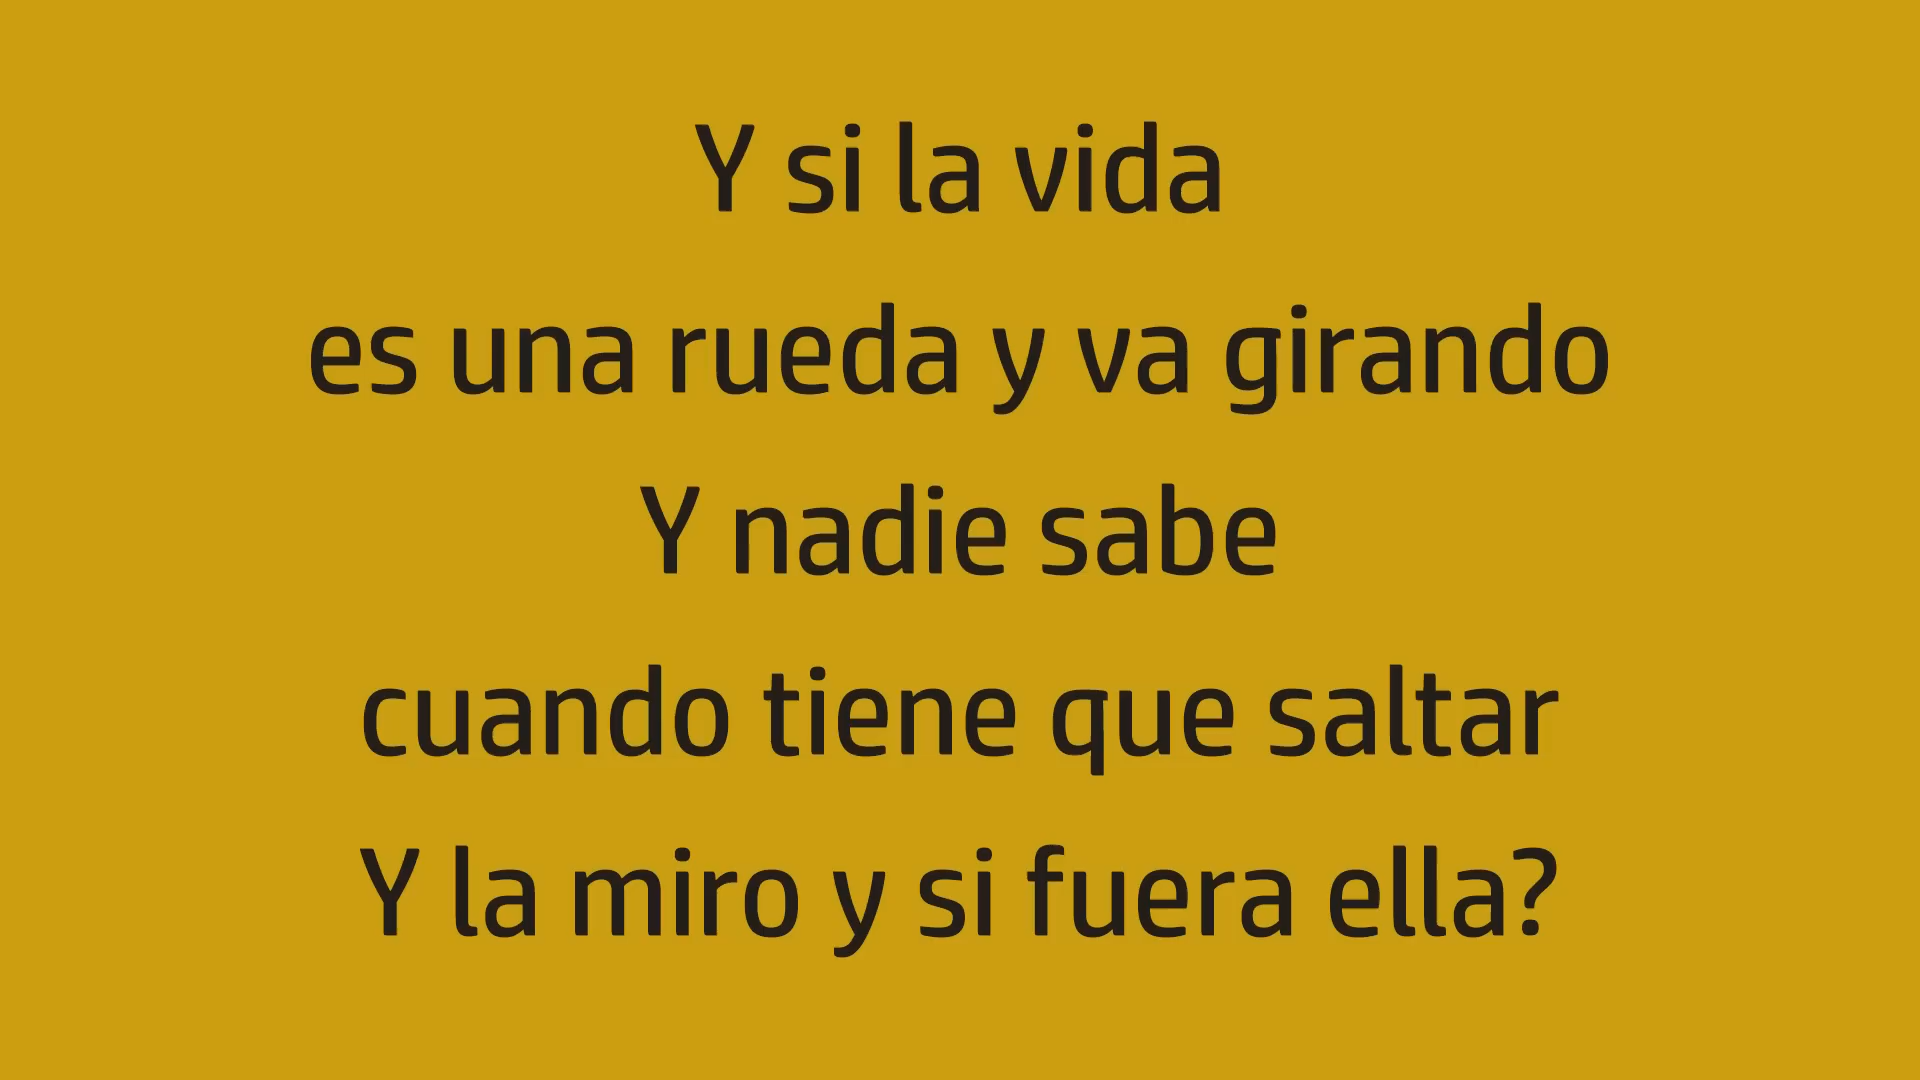 Y si la vida
es una rueda y va girando
Y nadie sabe
cuando tiene que saltar
Y la miro y si fuera ella?